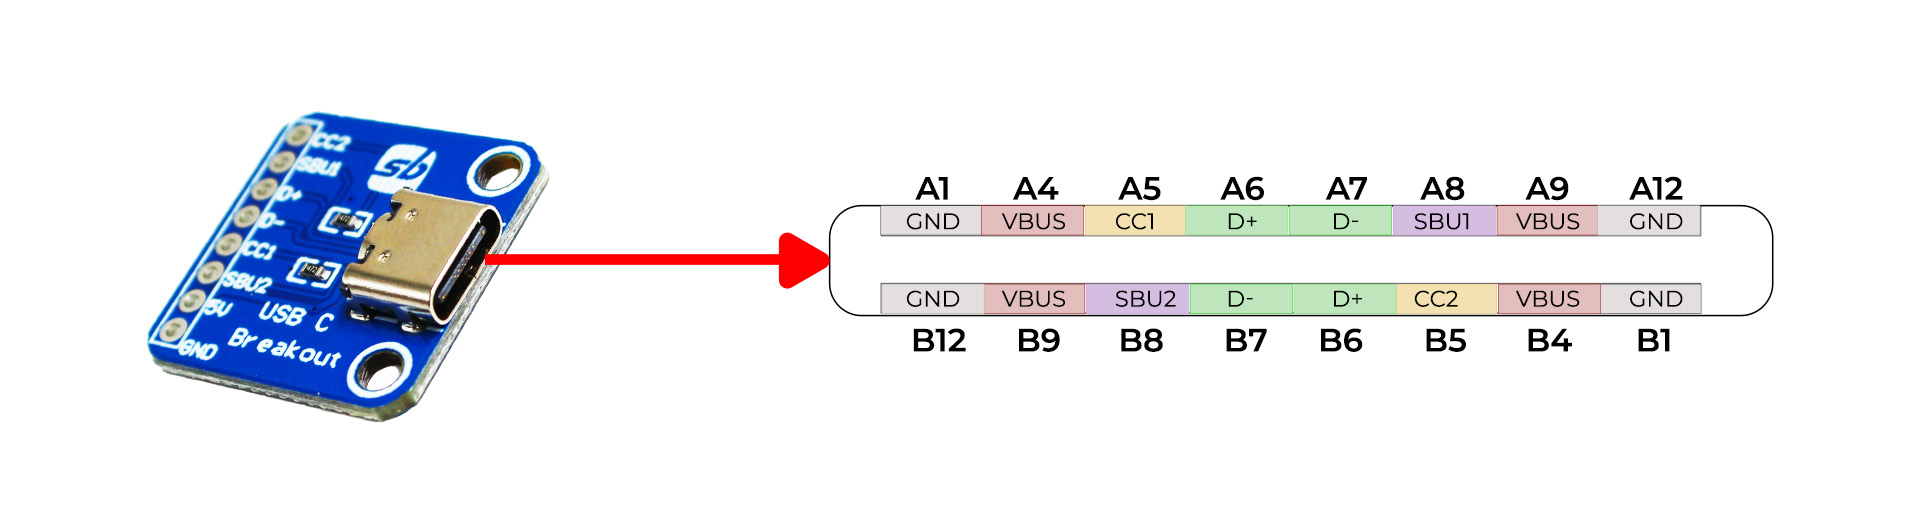 CC2
SBU1
D+
D-
CC1
SBU2
5V
GND
sb
USB C
Breakout
A1 A4 A5 A6 A7 A8 A9 A12
GND VBUS CC1 D+ D- SBU1 VBUS GND
GND VBUS SBU2 D- D+ CC2 VBUS GND
B12 B9 B8 B7 B6 B5 B4 B1